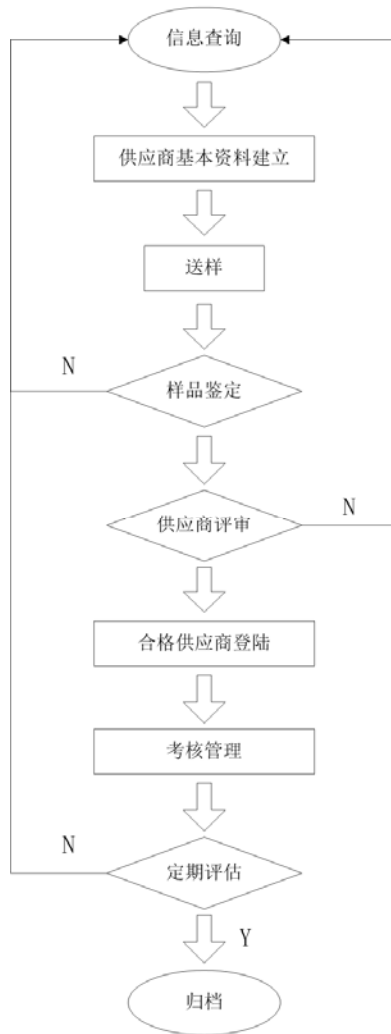 信息查询
供应商基本资料建立
送样
N
样品鉴定
供应商评审
N
合格供应商登陆
考核管理
N
定期评估
Y
归档